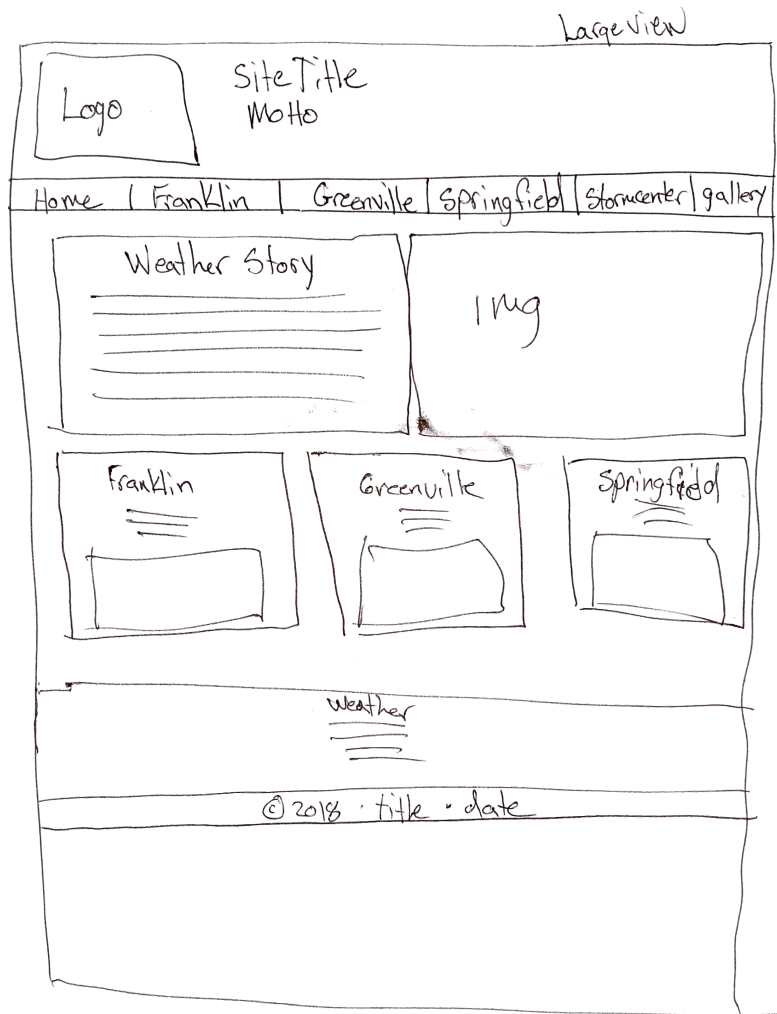 Large View
Logo
Site Title
Motto
Home | Franklin | Greenville | Springfield | Stormcenter | gallery
Weather Story
img
Franklin
Greenville
Springfield
Weather
© 2018 · title · date